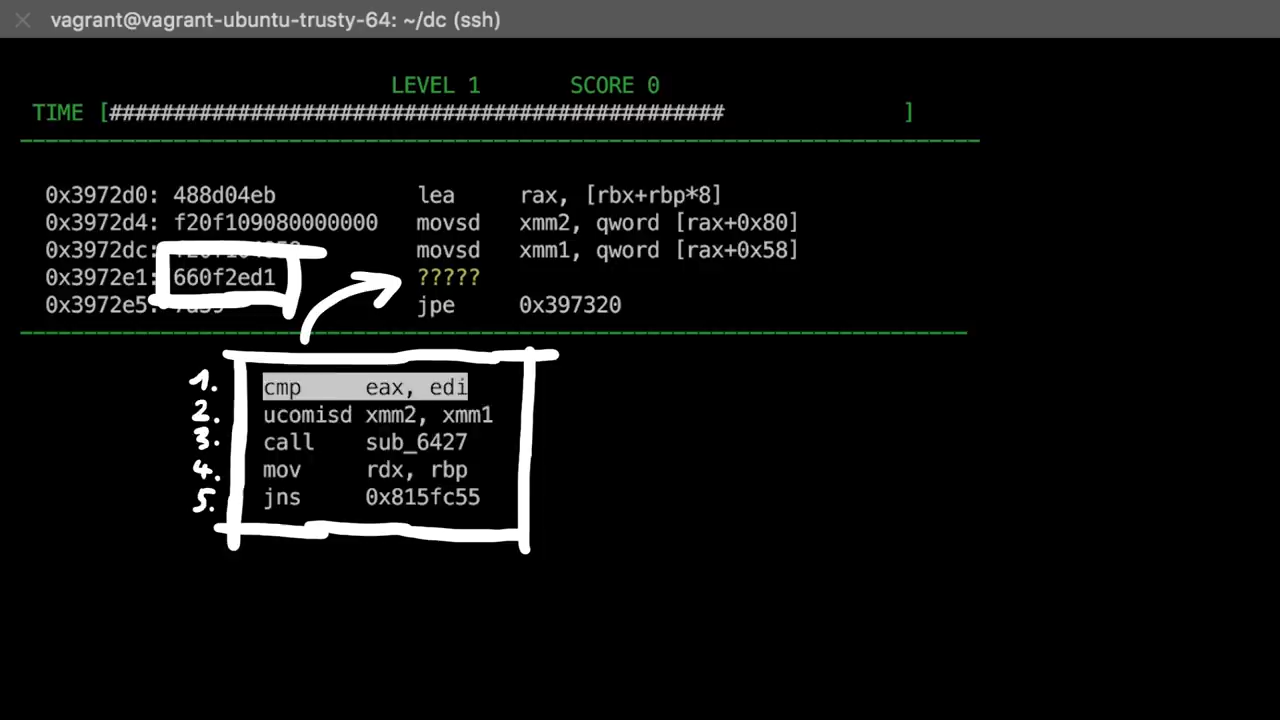 vagrant@vagrant-ubuntu-trusty-64: ~/dc (ssh)
LEVEL 1 SCORE 0
TIME [################################################ ]
0x3972d0: 488d04eb lea rax, [rbx+rbp*8]
0x3972d4: f20f109080000000 movsd xmm2, qword [rax+0x80]
0x3972dc: movsd xmm1, qword [rax+0x58]
0x3972e1: 660f2ed1 ?????
0x3972e5: jpe 0x397320
1. cmp eax, edi
2. ucomisd xmm2, xmm1
3. call sub_6427
4. mov rdx, rbp
5. jns 0x815fc55